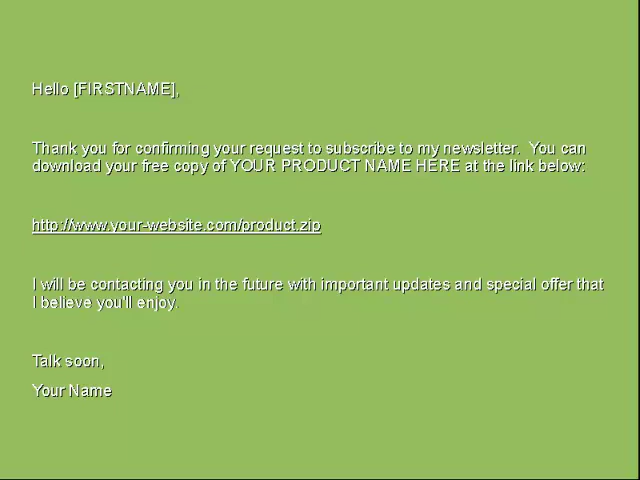 Hello [FIRSTNAME],
Thank you for confirming your request to subscribe to my newsletter.  You can
download your free copy of YOUR PRODUCT NAME HERE at the link below:
http://www.your-website.com/product.zip
I will be contacting you in the future with important updates and special offer that
I believe you'll enjoy.
Talk soon,
Your Name